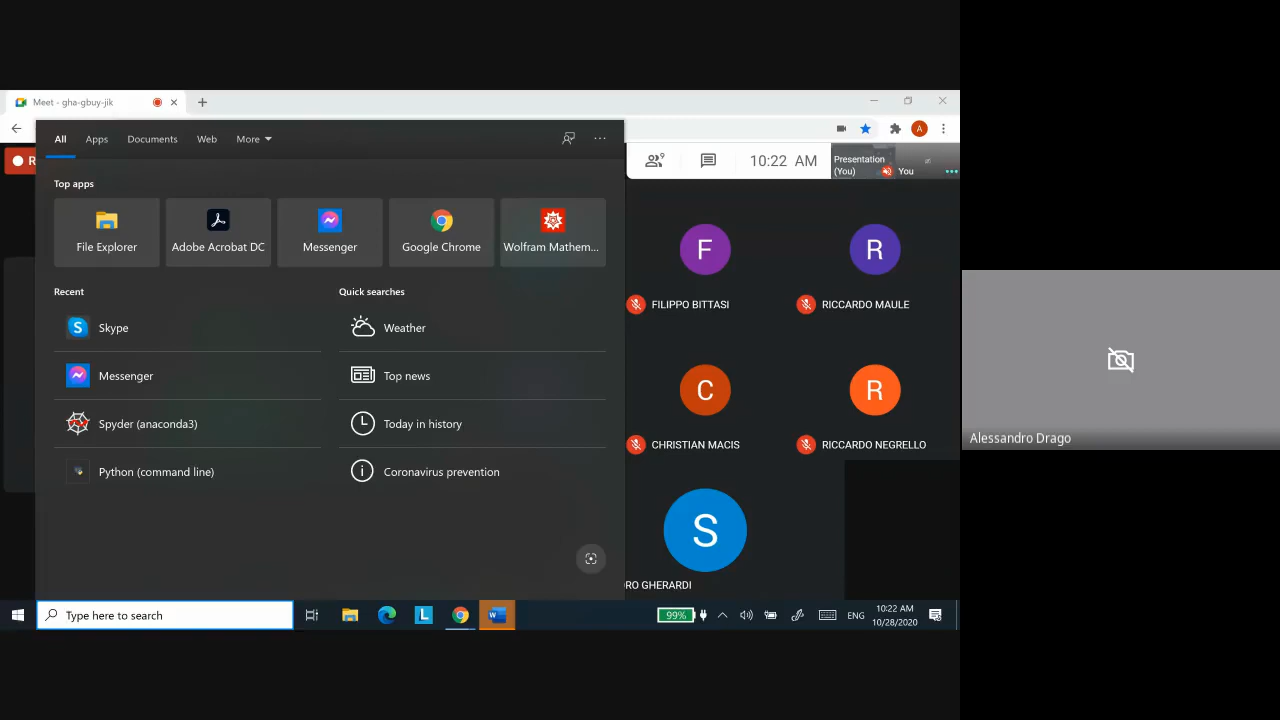 Meet - gha-gbuy-jik
A
R
All
Apps
Documents
Web
More
10:22 AM
9
Presentation
(You)
You
Top apps
File Explorer
Adobe Acrobat DC
Messenger
Google Chrome
Wolfram Mathem...
Recent
Skype
Messenger
Spyder (anaconda3)
Python (command line)
Quick searches
Weather
Top news
Today in history
Coronavirus prevention
F
FILIPPO BITTASI
R
RICCARDO MAULE
C
CHRISTIAN MACIS
R
RICCARDO NEGRELLO
S
RO GHERARDI
Alessandro Drago
Type here to search
L
99%
ENG
10:22 AM
10/28/2020